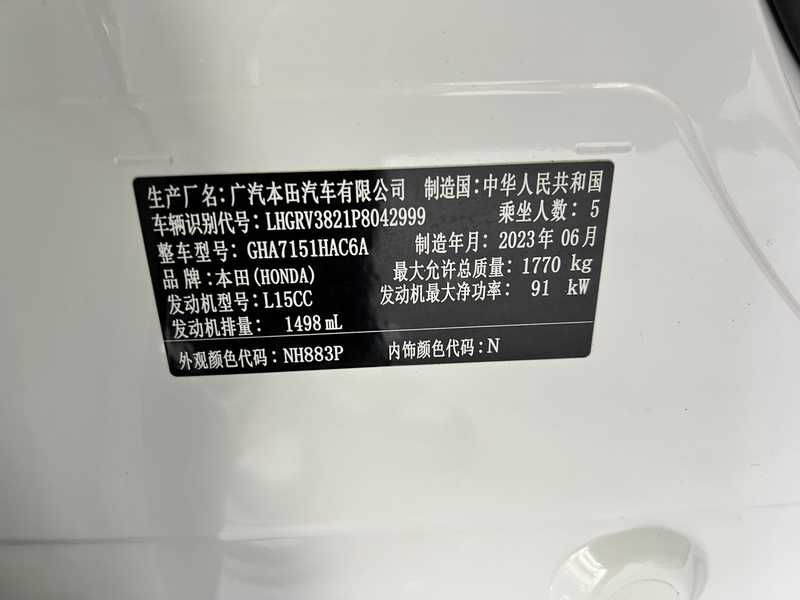 生产厂名：广汽本田汽车有限公司 制造国：中华人民共和国
车辆识别代号：LHGRV3821P8042999 乘坐人数：5
整车型号：GHA7151HAC6A 制造年月：2023年06月
品牌：本田(HONDA) 最大允许总质量：1770 kg
发动机型号：L15CC 发动机最大净功率：91 kW
发动机排量：1498 mL
外观颜色代码：NH883P 内饰颜色代码：N